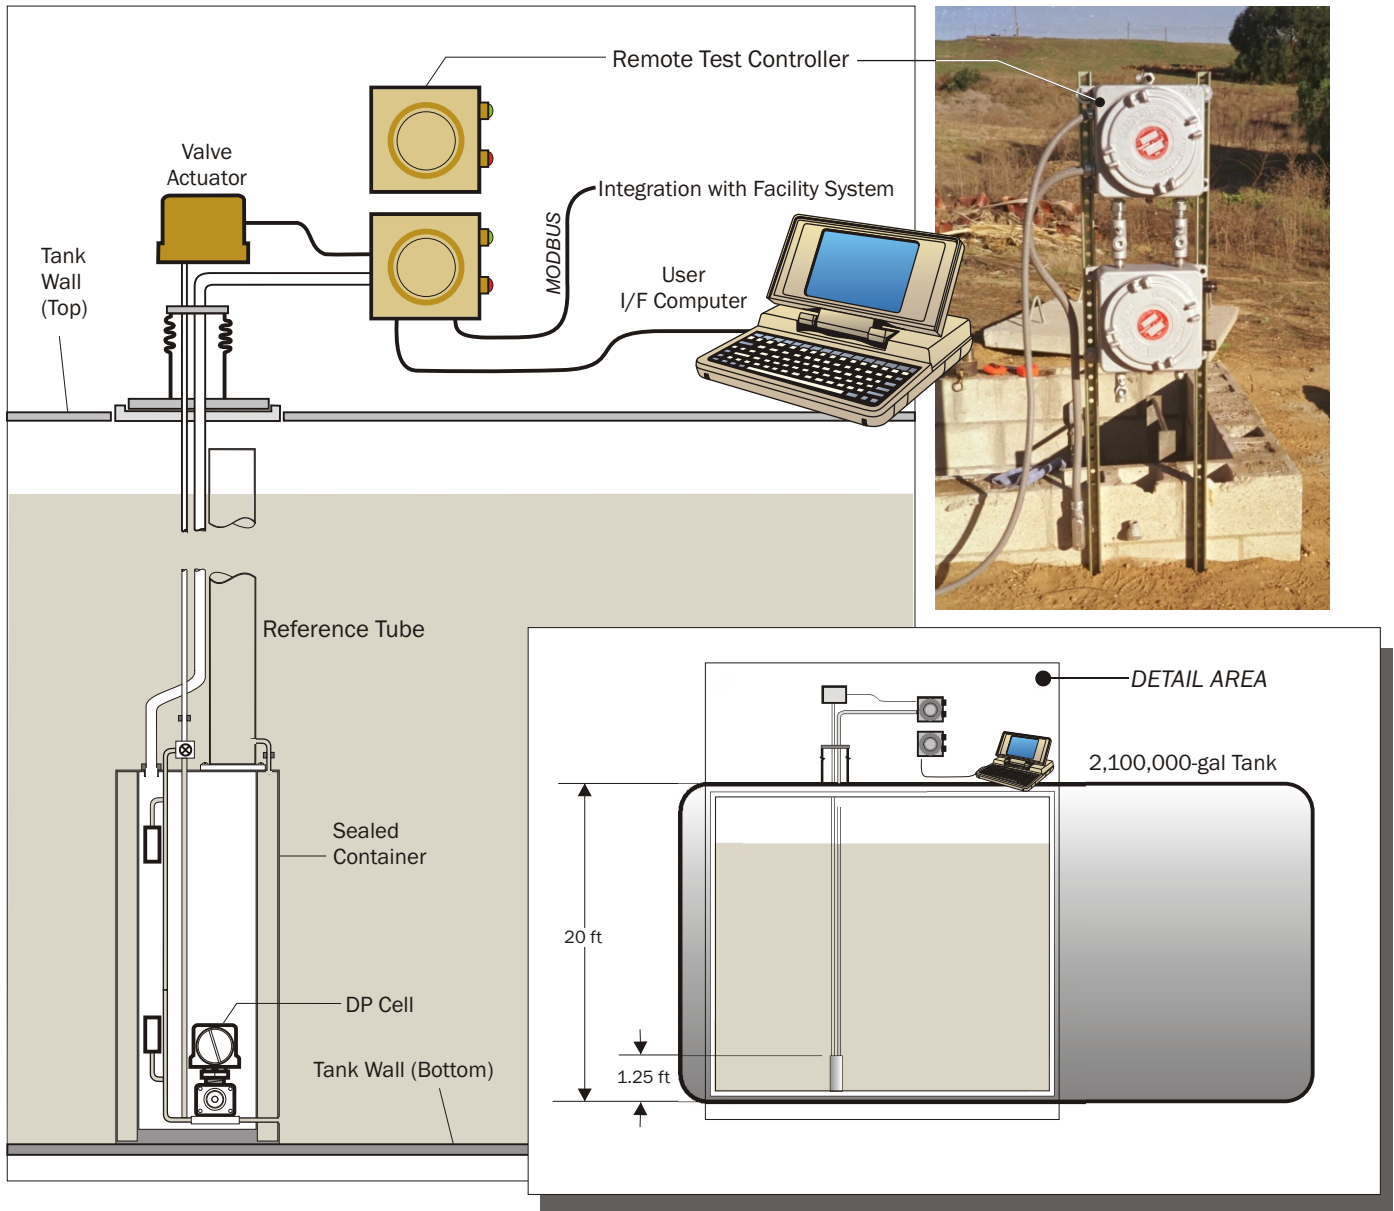 Remote Test Controller
Valve
Actuator
Integration with Facility System
MODBUS
Tank
Wall
(Top)
User
I/F Computer
Reference Tube
DETAIL AREA
2,100,000-gal Tank
Sealed
Container
20 ft
DP Cell
1.25 ft
Tank Wall (Bottom)